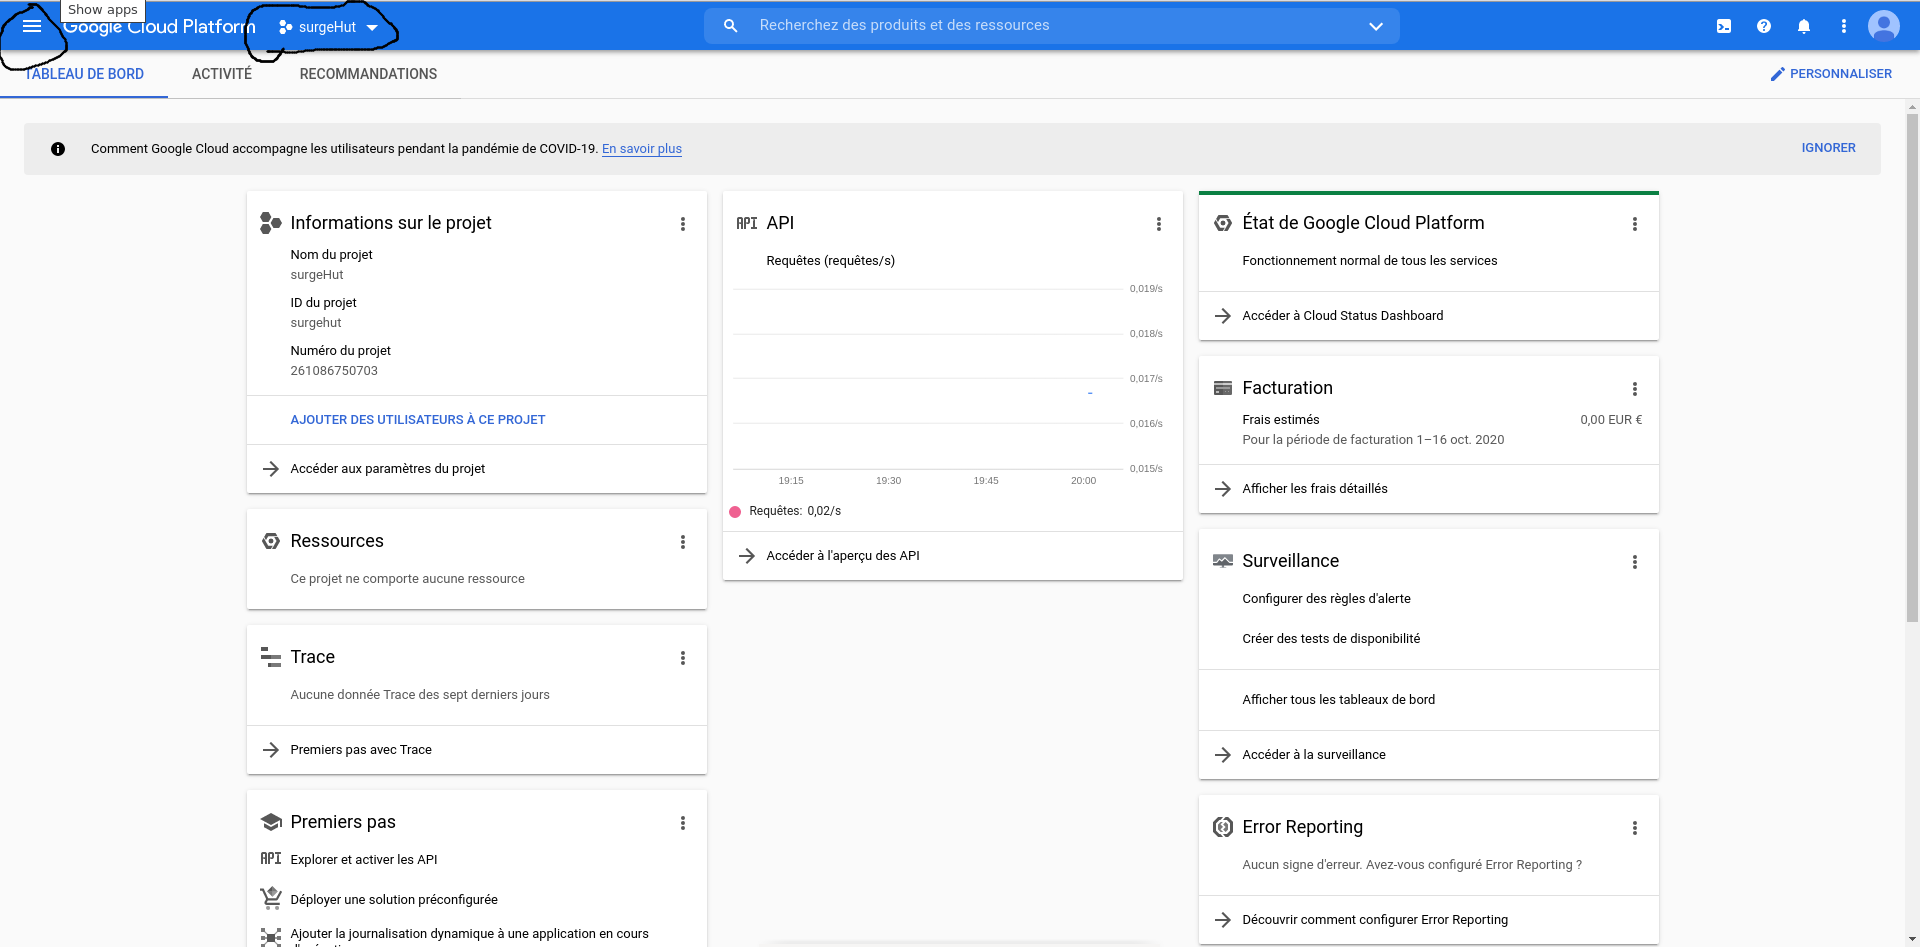 Show apps
Google Cloud Platform
surgeHut
Recherchez des produits et des ressources
TABLEAU DE BORD
ACTIVITÉ
RECOMMANDATIONS
PERSONNALISER
Comment Google Cloud accompagne les utilisateurs pendant la pandémie de COVID-19. En savoir plus
IGNORER
Informations sur le projet
Nom du projet
surgeHut
ID du projet
surgehut
Numéro du projet
261086750703
AJOUTER DES UTILISATEURS À CE PROJET
Accéder aux paramètres du projet
Ressources
Ce projet ne comporte aucune ressource
Trace
Aucune donnée Trace des sept derniers jours
Premiers pas avec Trace
Premiers pas
API
Explorer et activer les API
Déployer une solution préconfigurée
Ajouter la journalisation dynamique à une application en cours
API
API
Requêtes (requêtes/s)
0,019/s
0,018/s
0,017/s
0,016/s
0,015/s
19:15
19:30
19:45
20:00
Requêtes: 0,02/s
Accéder à l'aperçu des API
État de Google Cloud Platform
Fonctionnement normal de tous les services
Accéder à Cloud Status Dashboard
Facturation
Frais estimés
0,00 EUR €
Pour la période de facturation 1–16 oct. 2020
Afficher les frais détaillés
Surveillance
Configurer des règles d'alerte
Créer des tests de disponibilité
Afficher tous les tableaux de bord
Accéder à la surveillance
Error Reporting
Aucun signe d'erreur. Avez-vous configuré Error Reporting ?
Découvrir comment configurer Error Reporting